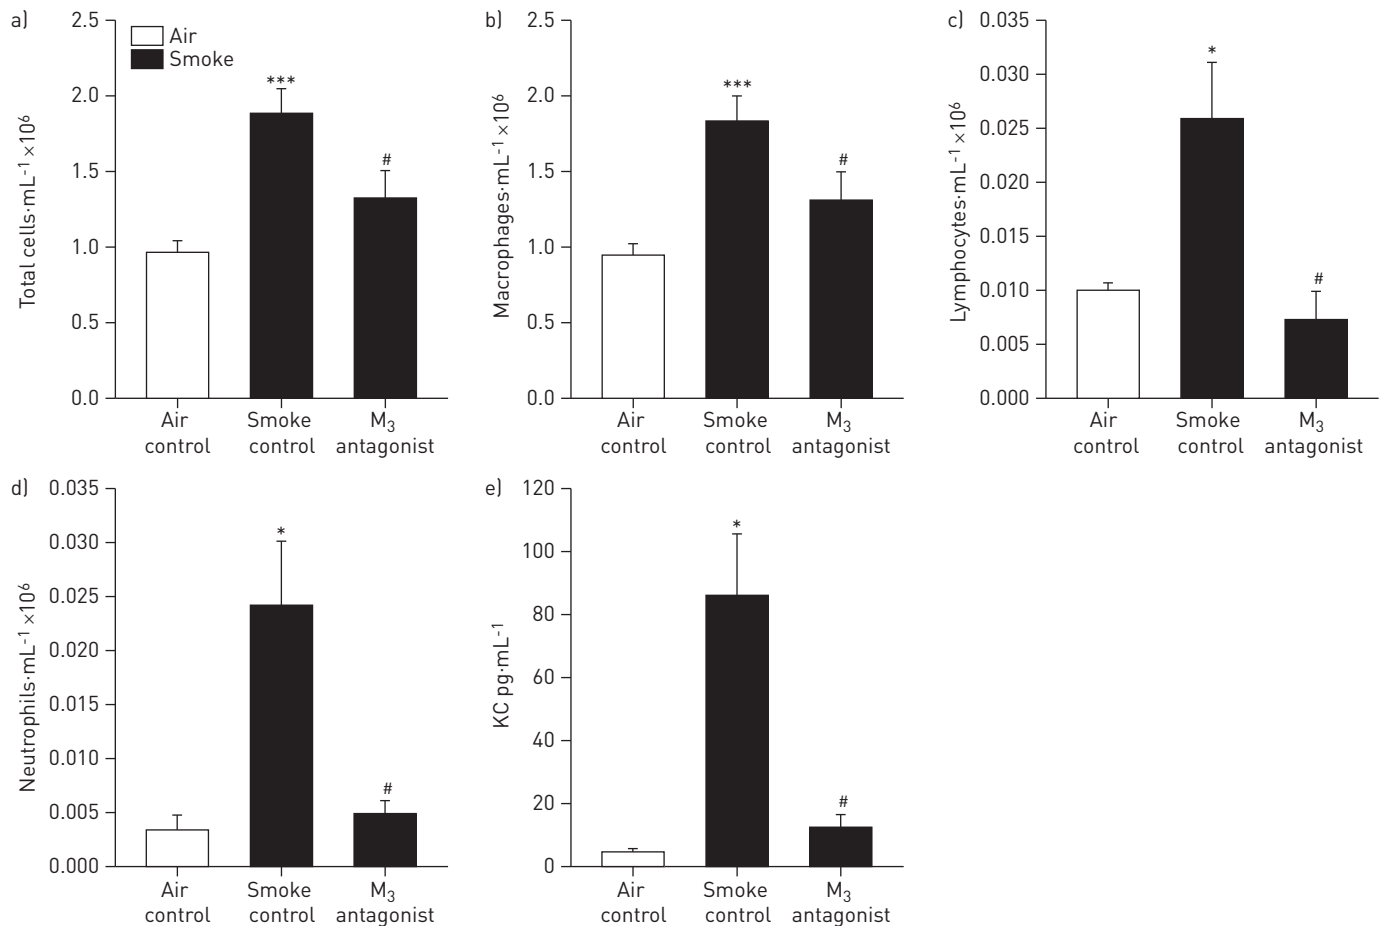 a)
2.5
2.0
1.5
1.0
0.5
0.0
Total cells·mL⁻¹ ×10⁶
Air
Smoke
***
#
Air control
Smoke control
M₃ antagonist
b)
2.5
2.0
1.5
1.0
0.5
0.0
Macrophages·mL⁻¹ ×10⁶
***
#
Air control
Smoke control
M₃ antagonist
c)
0.035
0.030
0.025
0.020
0.015
0.010
0.005
0.000
Lymphocytes·mL⁻¹ ×10⁶
*
#
Air control
Smoke control
M₃ antagonist
d)
0.035
0.030
0.025
0.020
0.015
0.010
0.005
0.000
Neutrophils·mL⁻¹ ×10⁶
*
#
Air control
Smoke control
M₃ antagonist
e)
120
100
80
60
40
20
0
KC pg·mL⁻¹
*
#
Air control
Smoke control
M₃ antagonist